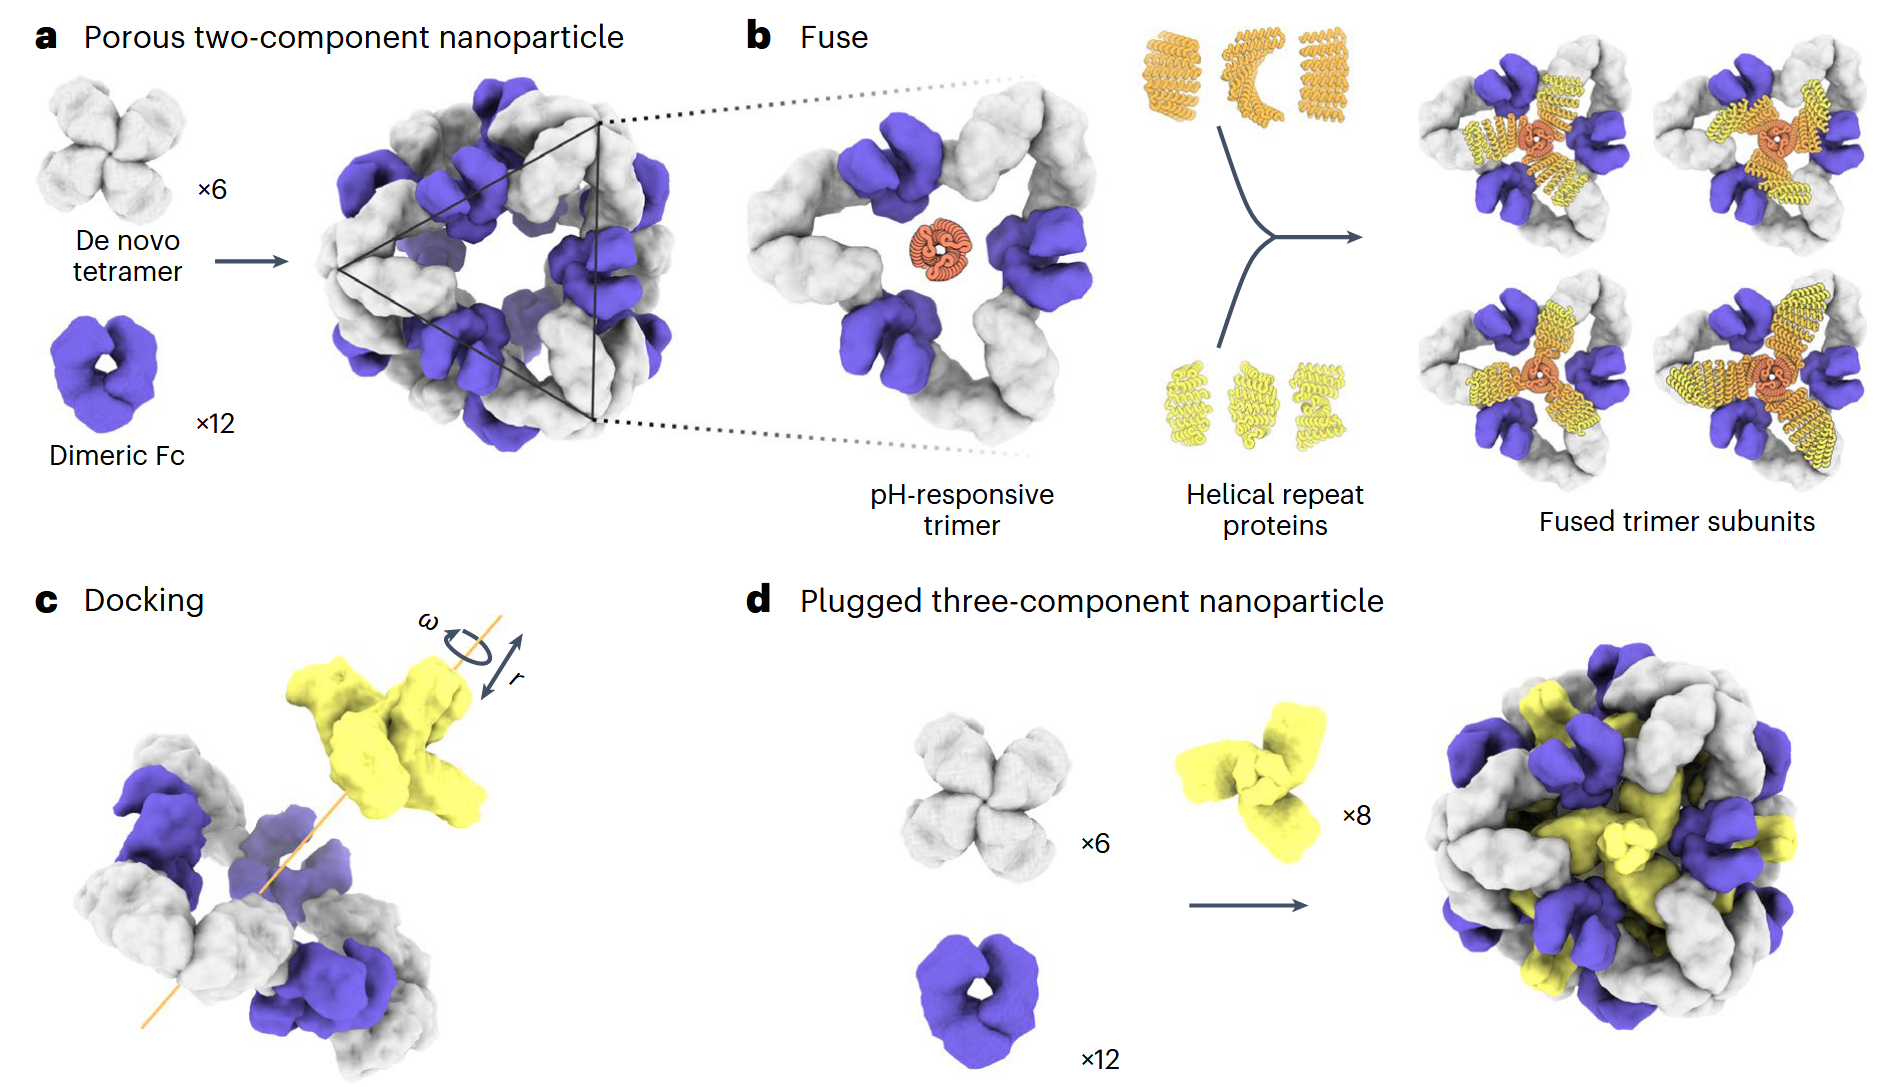 a Porous two-component nanoparticle
×6
De novo
tetramer
×12
Dimeric Fc
b Fuse
pH-responsive
trimer
Helical repeat
proteins
Fused trimer subunits
c Docking
ω
r
d Plugged three-component nanoparticle
×6
×8
×12